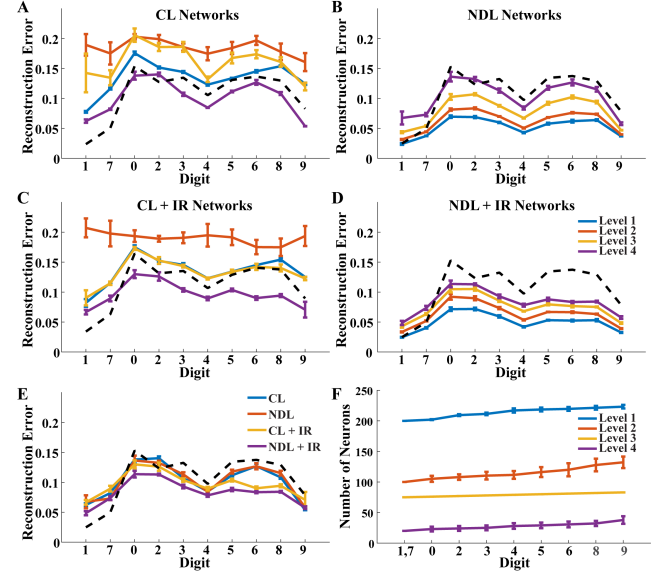 A
CL Networks
Reconstruction Error
0.2
0.15
0.1
0.05
0
1 7 0 2 3 4 5 6 8 9
Digit
B
NDL Networks
Reconstruction Error
0.2
0.15
0.1
0.05
0
1 7 0 2 3 4 5 6 8 9
Digit
C
CL + IR Networks
Reconstruction Error
0.2
0.15
0.1
0.05
0
1 7 0 2 3 4 5 6 8 9
Digit
D
NDL + IR Networks
Reconstruction Error
0.2
0.15
0.1
0.05
0
Level 1
Level 2
Level 3
Level 4
1 7 0 2 3 4 5 6 8 9
Digit
E
Reconstruction Error
0.2
0.15
0.1
0.05
0
CL
NDL
CL + IR
NDL + IR
1 7 0 2 3 4 5 6 8 9
Digit
F
Number of Neurons
250
200
150
100
50
0
Level 1
Level 2
Level 3
Level 4
1,7 0 2 3 4 5 6 8 9
Digit